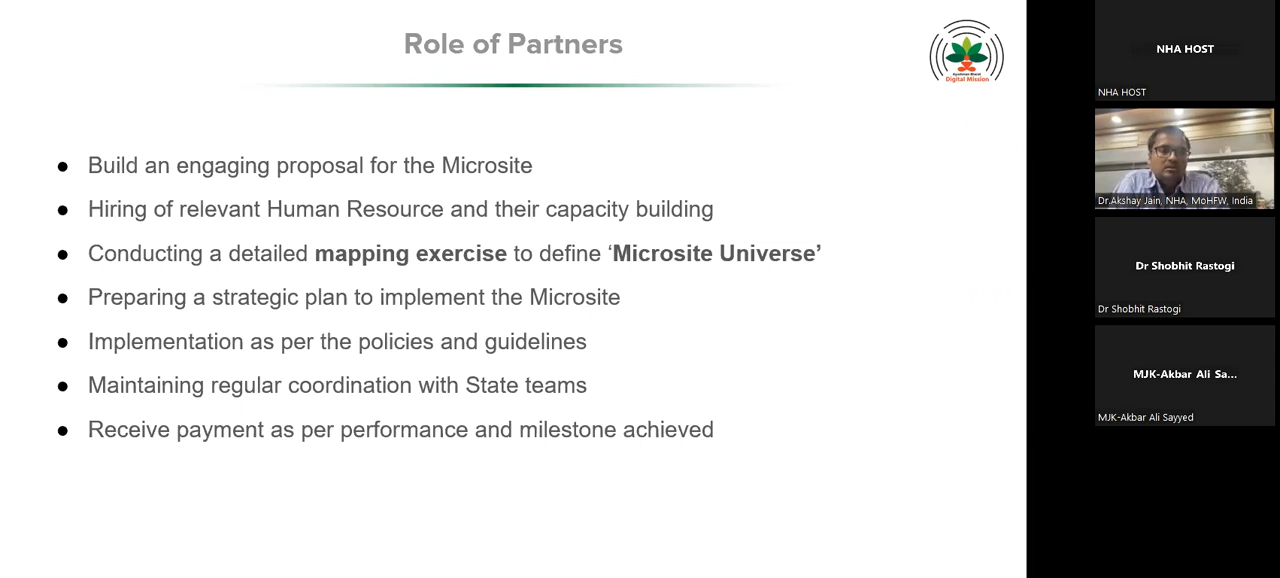 Role of Partners
Ayushman Bharat
Digital Mission
● Build an engaging proposal for the Microsite
● Hiring of relevant Human Resource and their capacity building
● Conducting a detailed mapping exercise to define ‘Microsite Universe’
● Preparing a strategic plan to implement the Microsite
● Implementation as per the policies and guidelines
● Maintaining regular coordination with State teams
● Receive payment as per performance and milestone achieved
NHA HOST
NHA HOST
Dr.Akshay Jain, NHA, MoHFW, India
Dr Shobhit Rastogi
Dr Shobhit Rastogi
MJK-Akbar Ali Sa...
MJK-Akbar Ali Sayyed